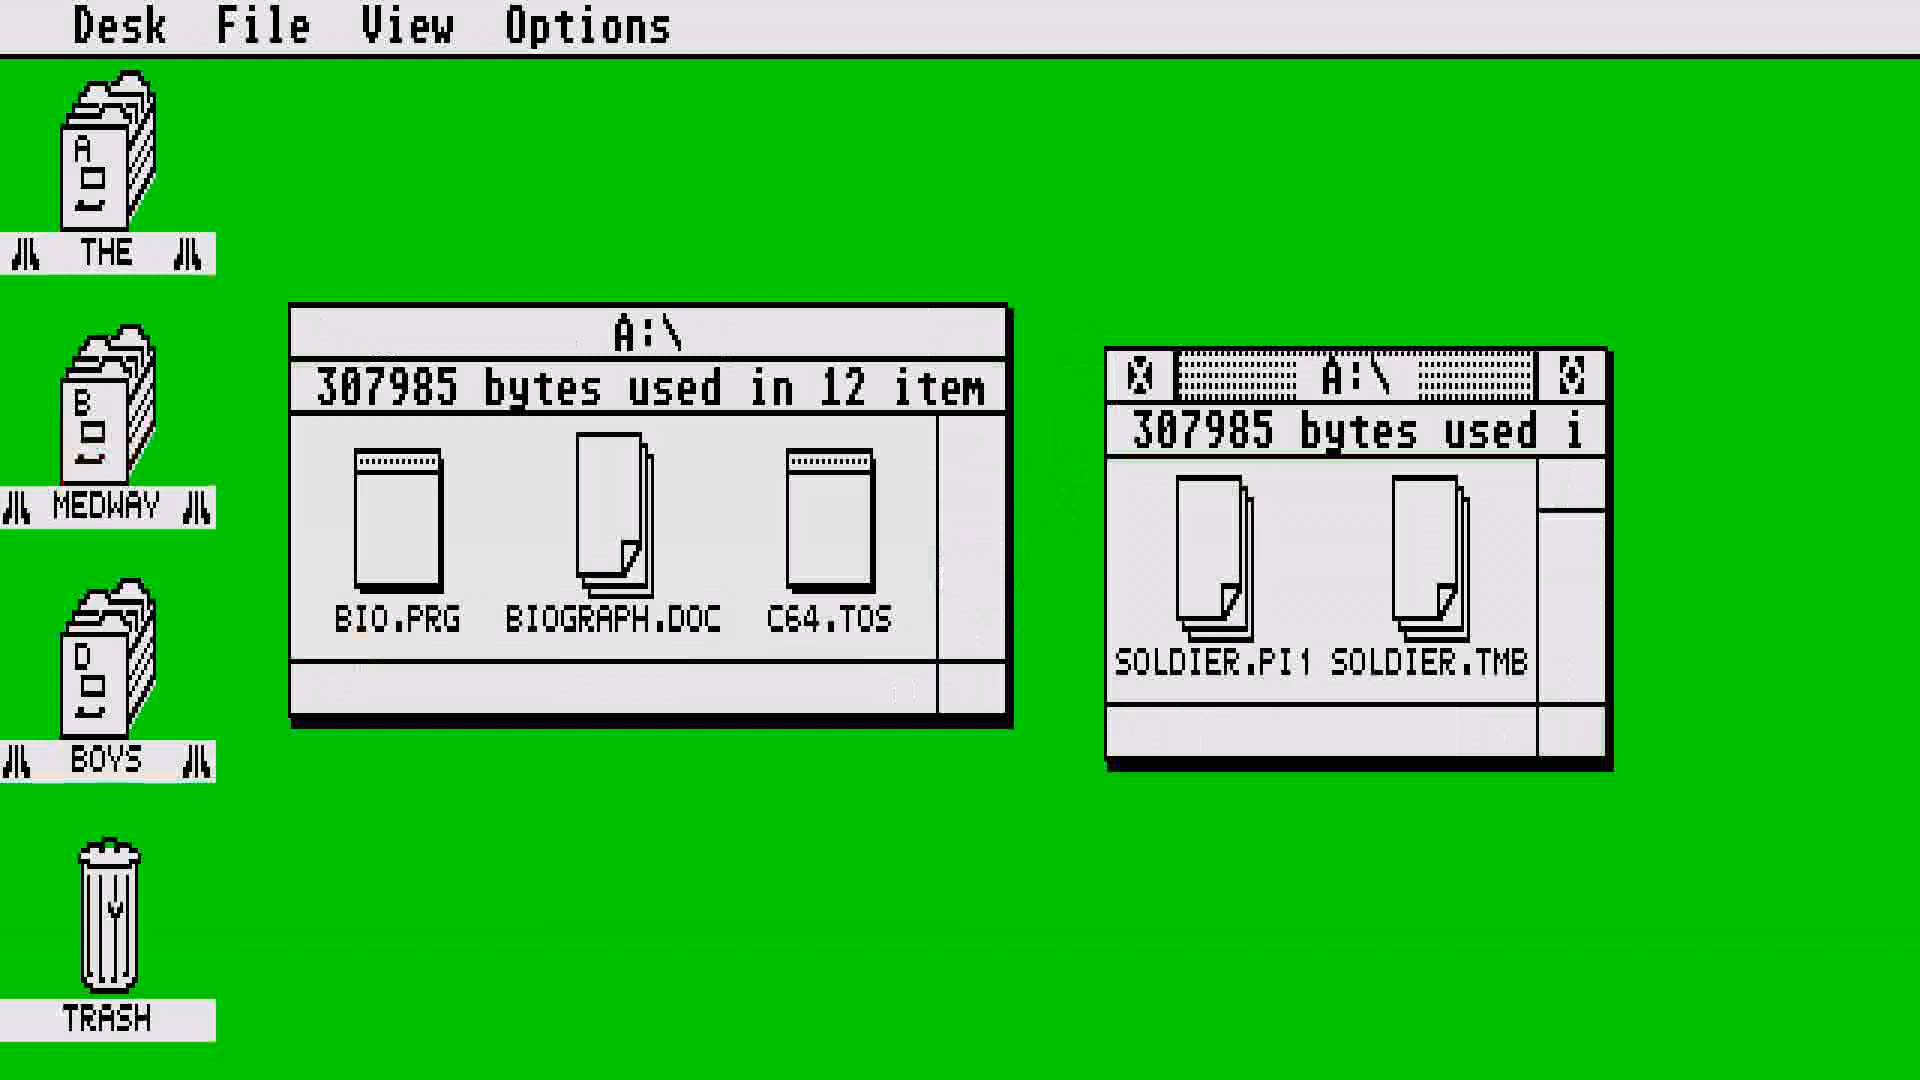 Desk File View Options
A
THE
B
MEDWAY
D
BOYS
TRASH
A:\
307985 bytes used in 12 item
BIO.PRG BIOGRAPH.DOC C64.TOS
A:\
307985 bytes used i
SOLDIER.PI1 SOLDIER.TMB